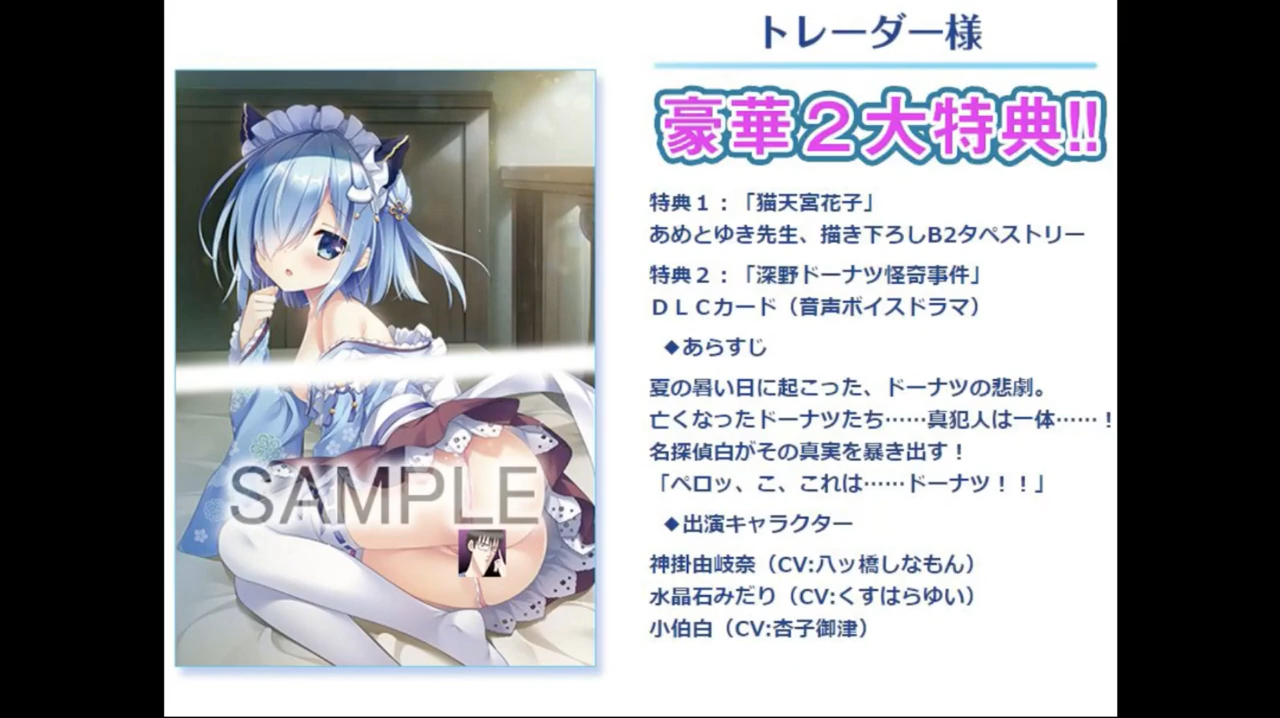 トレーダー様
豪華２大特典!!
特典１：「猫天宮花子」
あめとゆき先生、描き下ろしB2タペストリー
特典２：「深野ドーナツ怪奇事件」
ＤＬＣカード（音声ボイスドラマ）
◆あらすじ
夏の暑い日に起こった、ドーナツの悲劇。
亡くなったドーナツたち……真犯人は一体……！
名探偵白がその真実を暴き出す！
「ペロッ、こ、これは……ドーナツ！！」
◆出演キャラクター
神掛由岐奈（CV:八ッ橋しなもん）
水晶石みだり（CV:くすはらゆい）
小伯白（CV:杏子御津）
SAMPLE